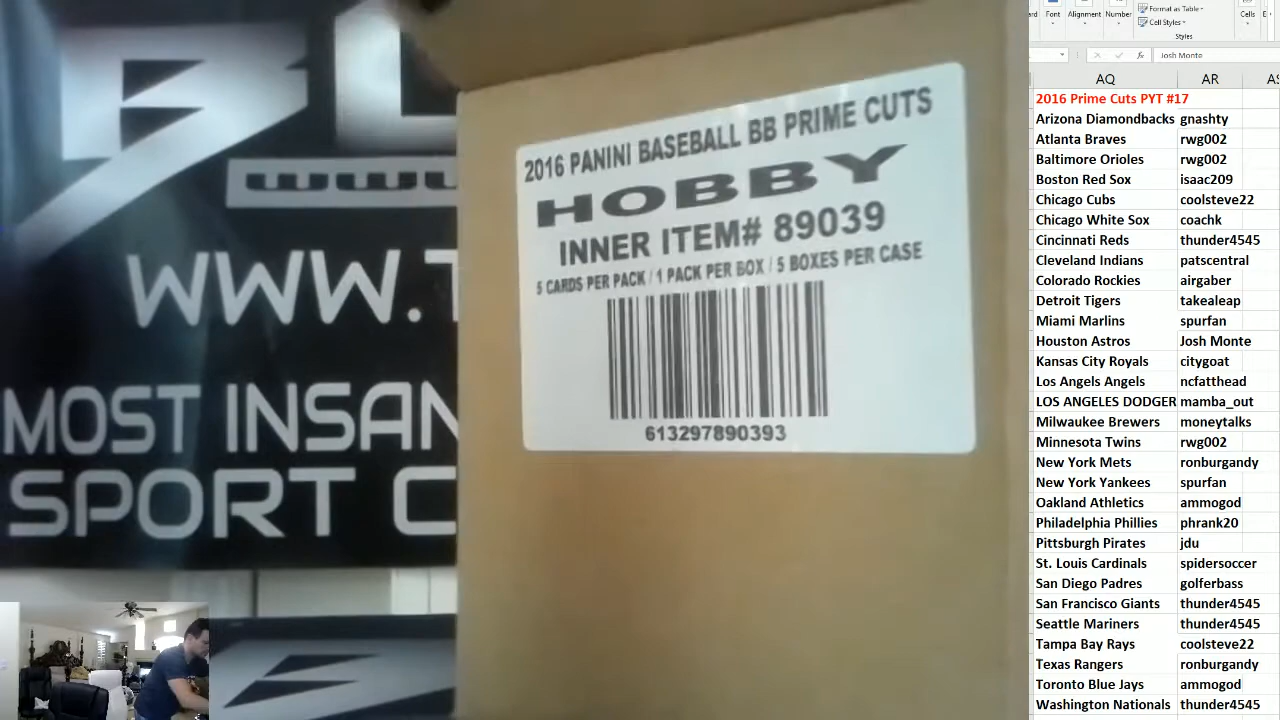 BL
WWW
WWW.T
MOST INSAN
SPORT C
2016 PANINI BASEBALL BB PRIME CUTS
HOBBY
INNER ITEM# 89039
5 CARDS PER PACK / 1 PACK PER BOX / 5 BOXES PER CASE
613297890393
Font
Alignment
Number
Format as Table
Cell Styles
Styles
Cells
fx Josh Monte
AQ AR AS
2016 Prime Cuts PYT #17
Arizona Diamondbacks gnashty
Atlanta Braves rwg002
Baltimore Orioles rwg002
Boston Red Sox isaac209
Chicago Cubs coolsteve22
Chicago White Sox coachk
Cincinnati Reds thunder4545
Cleveland Indians patscentral
Colorado Rockies airgaber
Detroit Tigers takealeap
Miami Marlins spurfan
Houston Astros Josh Monte
Kansas City Royals citygoat
Los Angels Angels ncfatthead
LOS ANGELES DODGER mamba_out
Milwaukee Brewers moneytalks
Minnesota Twins rwg002
New York Mets ronburgandy
New York Yankees spurfan
Oakland Athletics ammogod
Philadelphia Phillies phrank20
Pittsburgh Pirates jdu
St. Louis Cardinals spidersoccer
San Diego Padres golferbass
San Francisco Giants thunder4545
Seattle Mariners thunder4545
Tampa Bay Rays coolsteve22
Texas Rangers ronburgandy
Toronto Blue Jays ammogod
Washington Nationals thunder4545